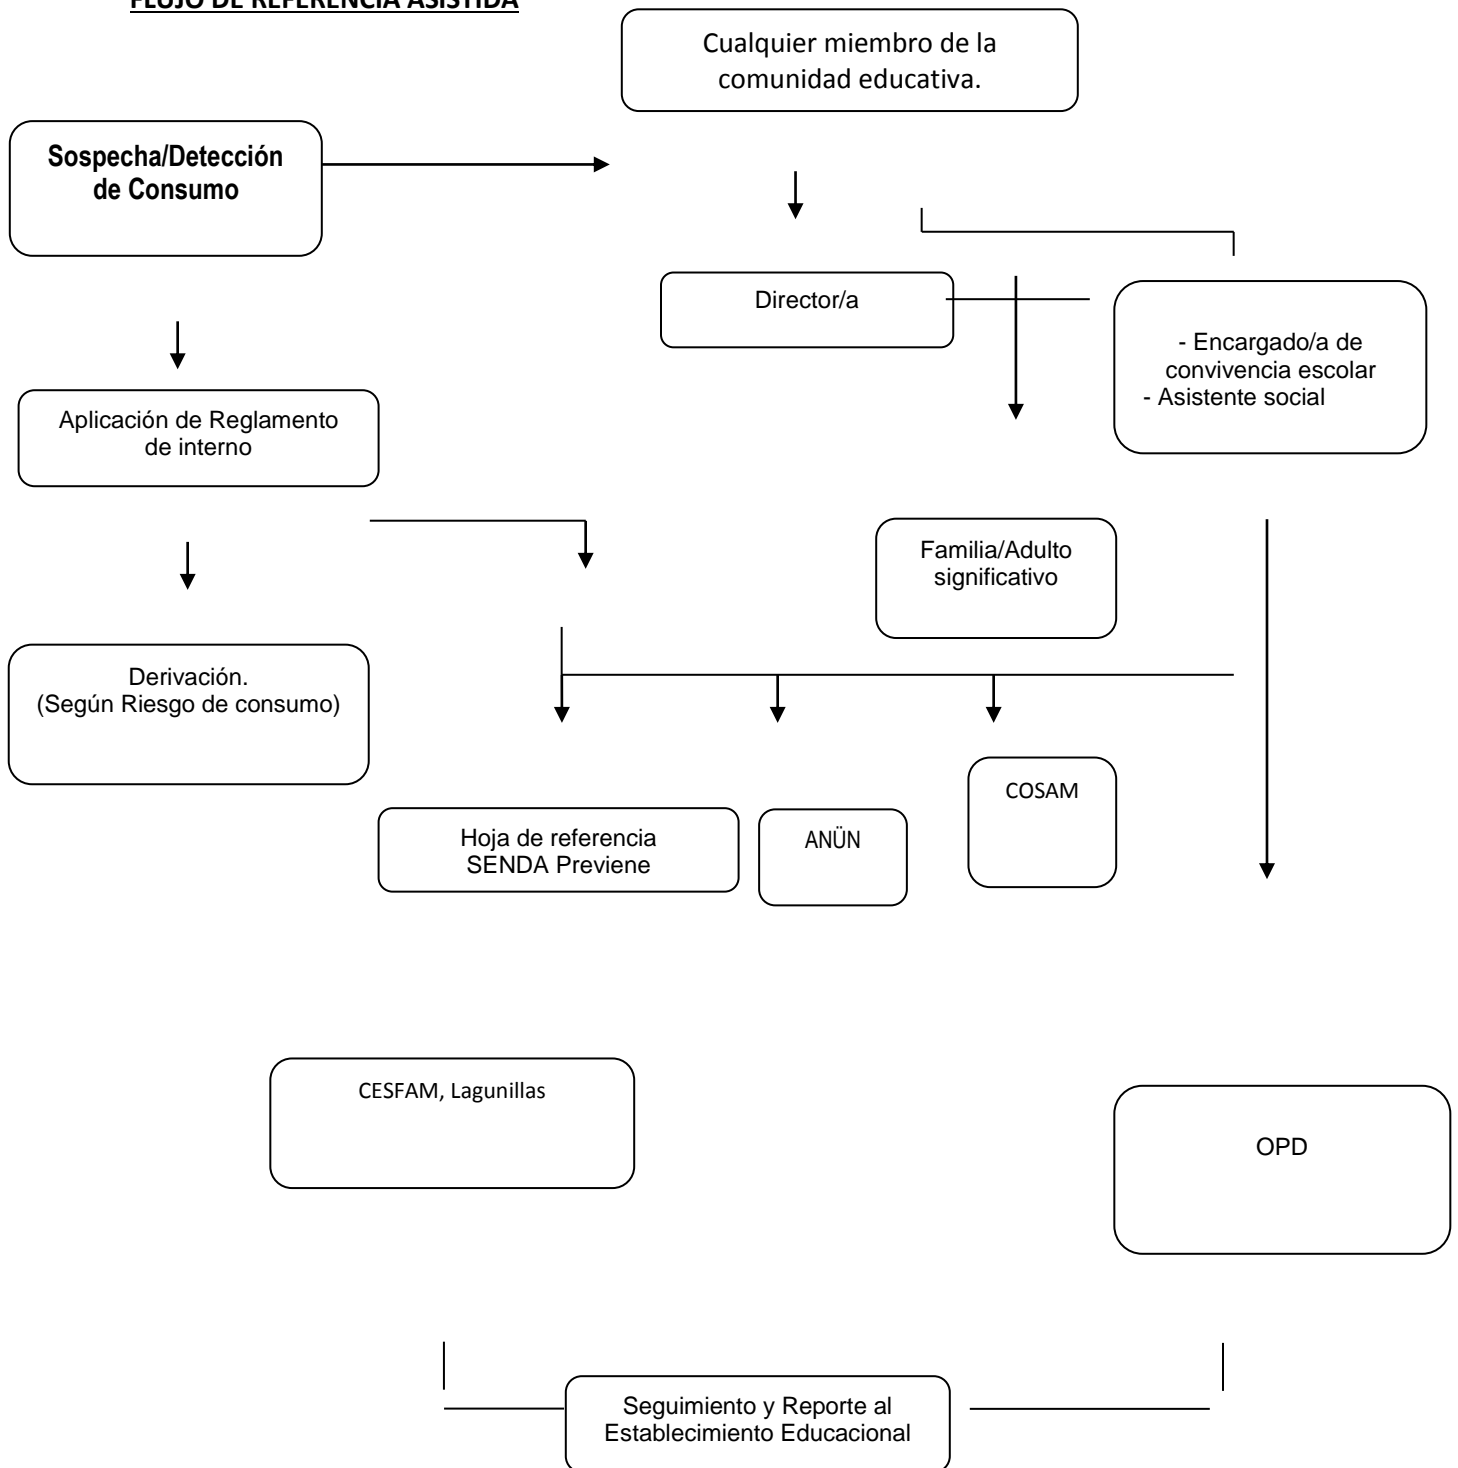 FLUJO DE REFERENCIA ASISTIDA
Cualquier miembro de la
comunidad educativa.
Sospecha/Detección
de Consumo
Director/a
- Encargado/a de
convivencia escolar
- Asistente social
Aplicación de Reglamento
de interno
Familia/Adulto
significativo
Derivación.
(Según Riesgo de consumo)
COSAM
Hoja de referencia
SENDA Previene
ANÜN
CESFAM, Lagunillas
OPD
Seguimiento y Reporte al
Establecimiento Educacional